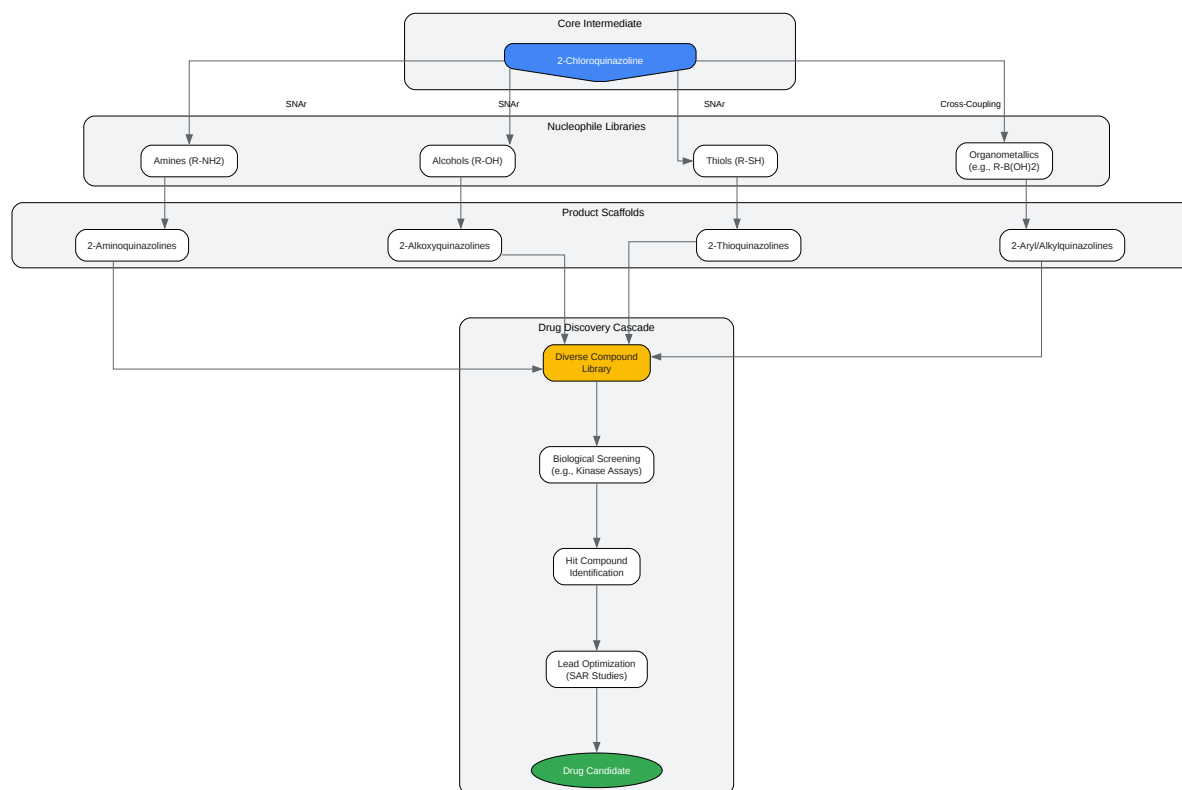 Core Intermediate
2-Chloroquinazoline
SNAr
SNAr
SNAr
Cross-Coupling
Nucleophile Libraries
Amines (R-NH2)
Alcohols (R-OH)
Thiols (R-SH)
Organometallics
(e.g., R-B(OH)2)
Product Scaffolds
2-Aminoquinazolines
2-Alkoxyquinazolines
2-Thioquinazolines
2-Aryl/Alkylquinazolines
Drug Discovery Cascade
Diverse Compound
Library
Biological Screening
(e.g., Kinase Assays)
Hit Compound
Identification
Lead Optimization
(SAR Studies)
Drug Candidate